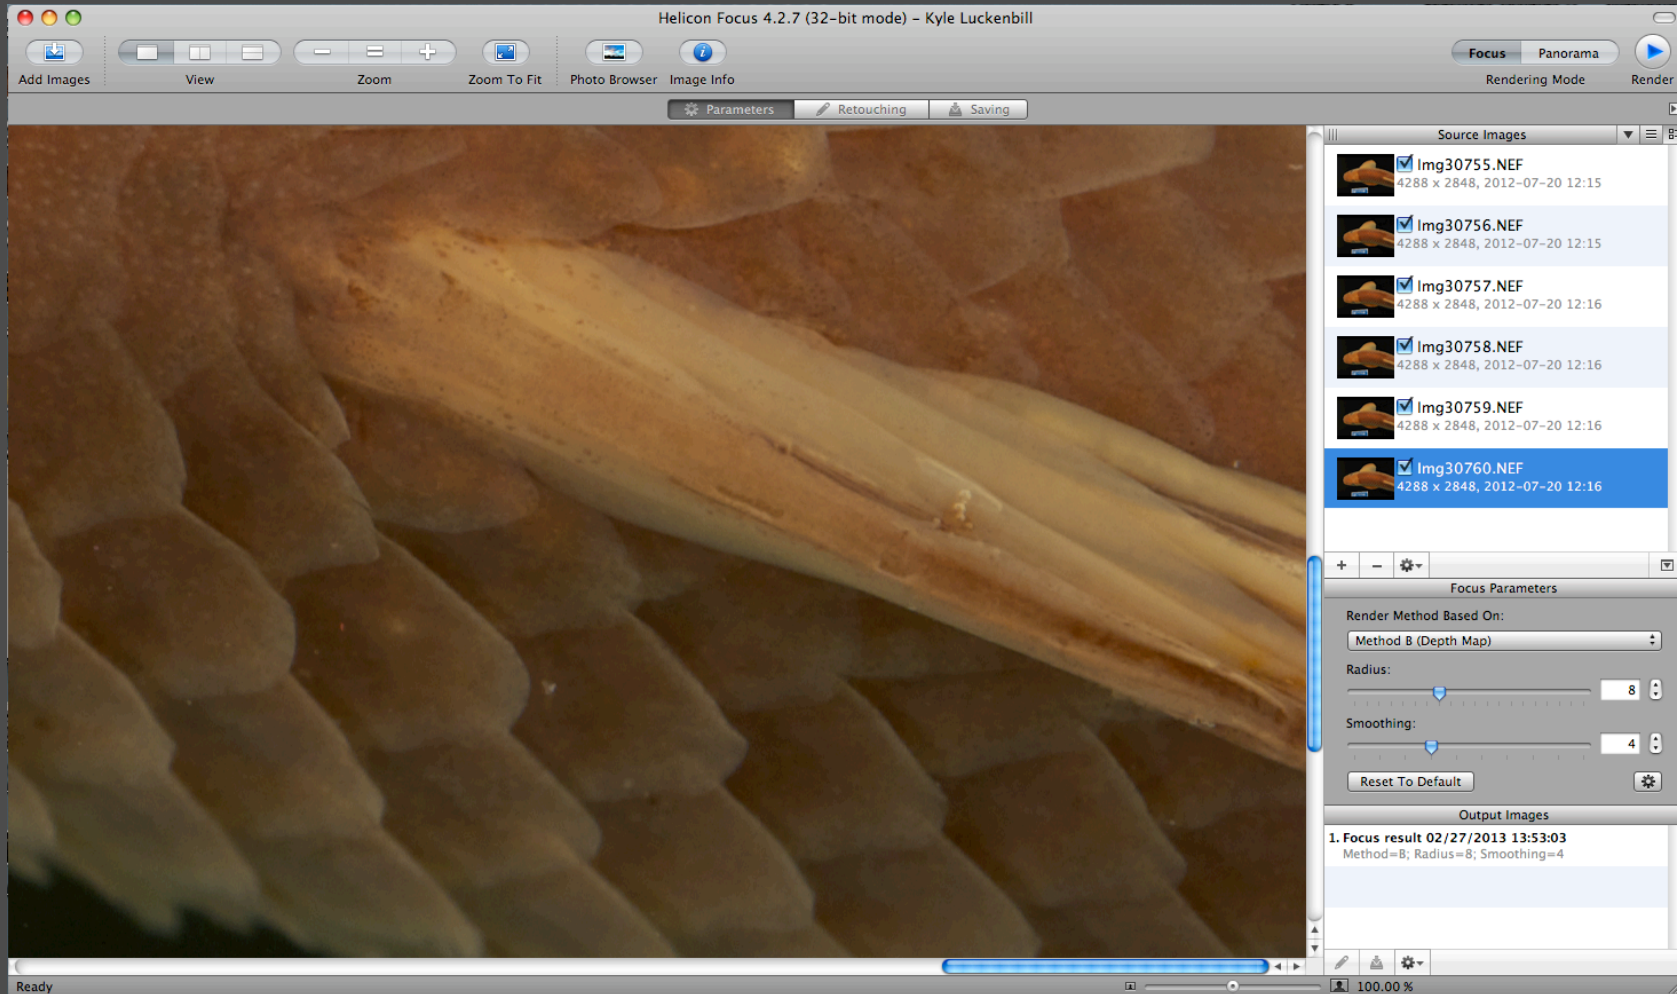 Helicon Focus 4.2.7 (32-bit mode) – Kyle Luckenbill
Add Images
View
Zoom
Zoom To Fit
Photo Browser
Image Info
Focus
Panorama
Rendering Mode
Render
Parameters
Retouching
Saving
Source Images
Img30755.NEF
4288 x 2848, 2012-07-20 12:15
Img30756.NEF
4288 x 2848, 2012-07-20 12:15
Img30757.NEF
4288 x 2848, 2012-07-20 12:16
Img30758.NEF
4288 x 2848, 2012-07-20 12:16
Img30759.NEF
4288 x 2848, 2012-07-20 12:16
Img30760.NEF
4288 x 2848, 2012-07-20 12:16
Focus Parameters
Render Method Based On:
Method B (Depth Map)
Radius:
8
Smoothing:
4
Reset To Default
Output Images
1. Focus result 02/27/2013 13:53:03
Method=B; Radius=8; Smoothing=4
Ready
100.00 %